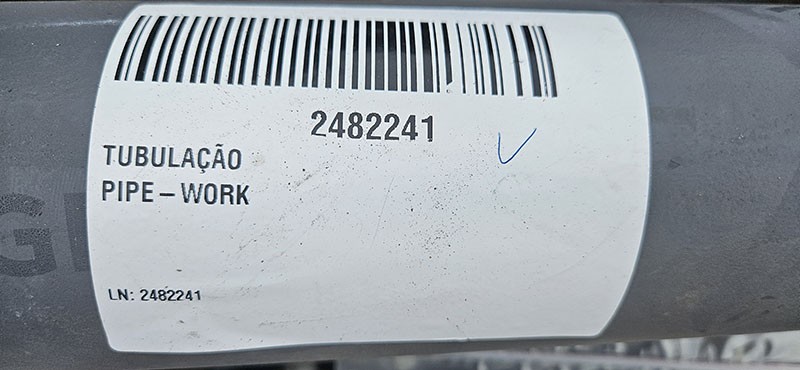 2482241
TUBULAÇÃO
PIPE – WORK
LN: 2482241